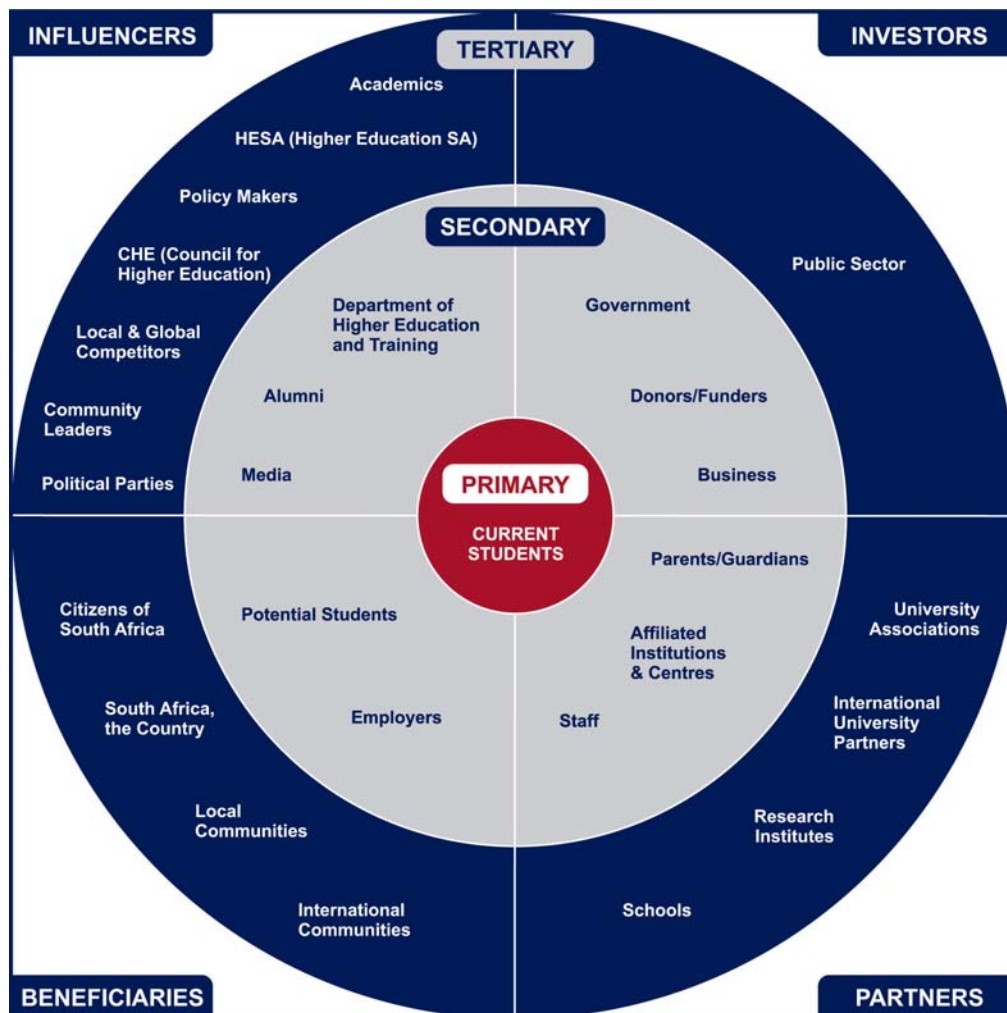 INFLUENCERS
INVESTORS
TERTIARY
Academics
HESA (Higher Education SA)
Policy Makers
CHE (Council for
Higher Education)
Local & Global
Competitors
Community
Leaders
Political Parties
Public Sector
SECONDARY
Department of
Higher Education
and Training
Alumni
Media
Government
Donors/Funders
Business
PRIMARY
CURRENT
STUDENTS
Potential Students
Employers
Parents/Guardians
Affiliated
Institutions
& Centres
Staff
Citizens of
South Africa
South Africa,
the Country
Local
Communities
International
Communities
University
Associations
International
University
Partners
Research
Institutes
Schools
BENEFICIARIES
PARTNERS